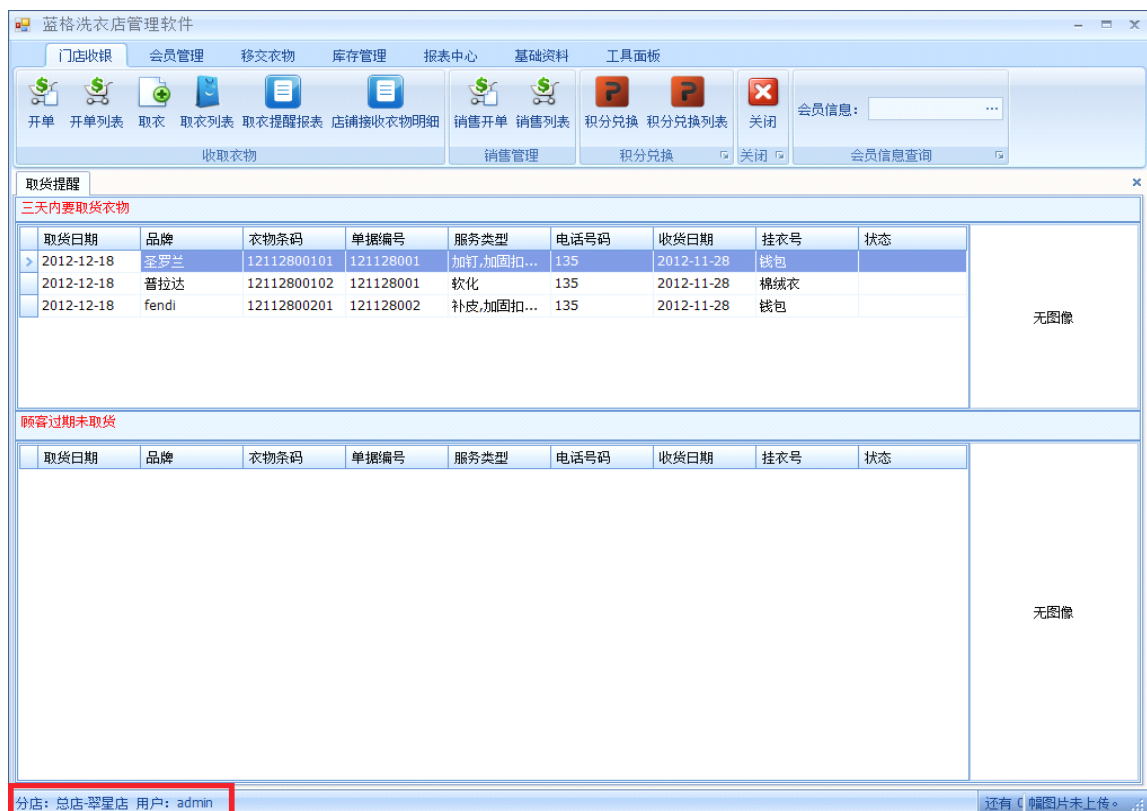 蓝格洗衣店管理软件
门店收银 会员管理 移交衣物 库存管理 报表中心 基础资料 工具面板
开单 开单列表 取衣 取衣列表 取衣提醒报表 店铺接收衣物明细 销售开单 销售列表 积分兑换 积分兑换列表 关闭 会员信息: ...
收取衣物 销售管理 积分兑换 关闭 会员信息查询
取货提醒
三天内要取货衣物
取货日期 品牌 衣物条码 单据编号 服务类型 电话号码 收货日期 挂衣号 状态
2012-12-18 圣罗兰 12112800101 121128001 加钉,加固扣... 135 2012-11-28 钱包
2012-12-18 普拉达 12112800102 121128001 软化 135 2012-11-28 棉绒衣
2012-12-18 fendi 12112800201 121128002 补皮,加固扣... 135 2012-11-28 钱包
无图像
顾客过期未取货
取货日期 品牌 衣物条码 单据编号 服务类型 电话号码 收货日期 挂衣号 状态
无图像
分店: 总店-翠星店 用户: admin 还有 幅图片未上传。